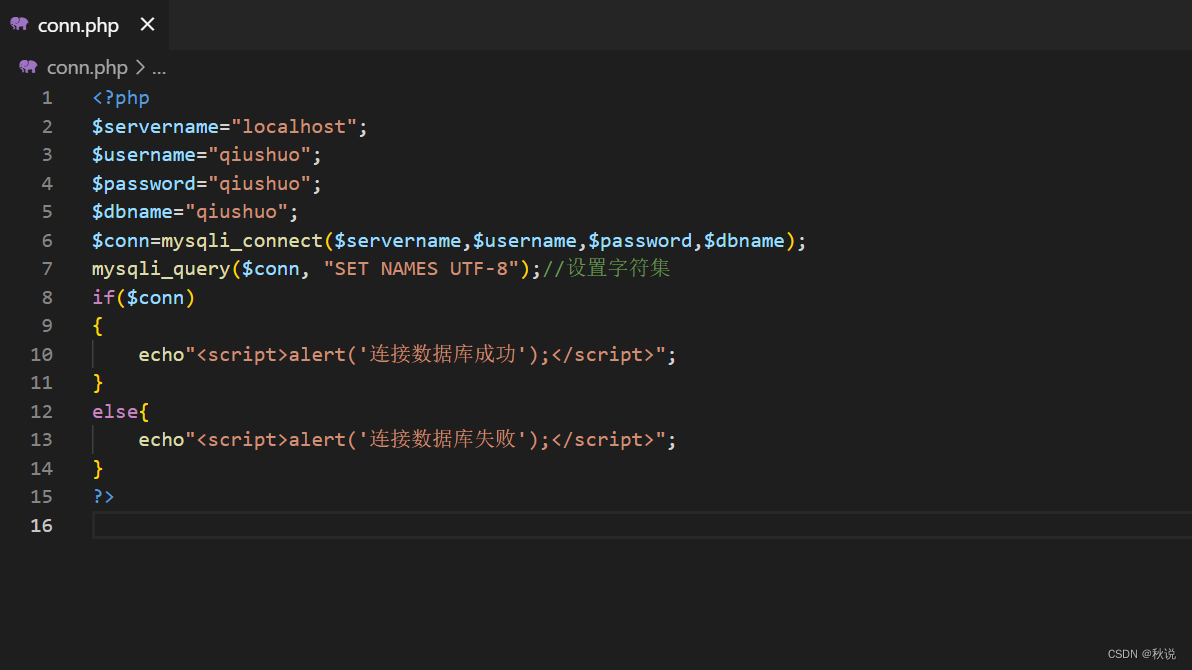 conn.php
conn.php > ...
1 <?php
2 $servername="localhost";
3 $username="qiushuo";
4 $password="qiushuo";
5 $dbname="qiushuo";
6 $conn=mysqli_connect($servername,$username,$password,$dbname);
7 mysqli_query($conn, "SET NAMES UTF-8");//设置字符集
8 if($conn)
9 {
10     echo"<script>alert('连接数据库成功');</script>";
11 }
12 else{
13     echo"<script>alert('连接数据库失败');</script>";
14 }
15 ?>
16
CSDN @秋说